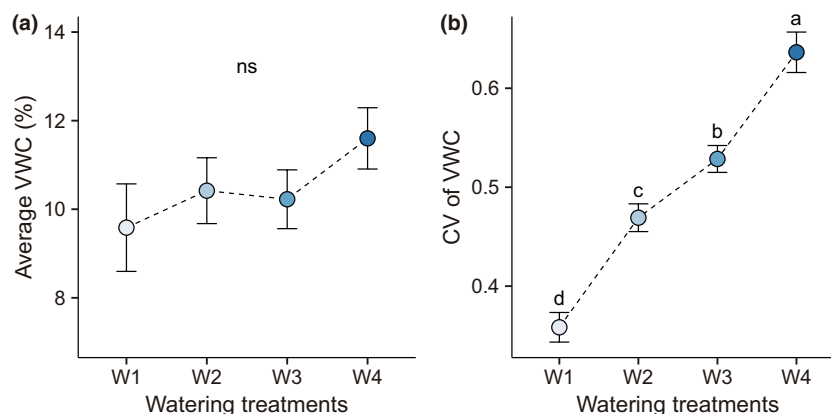 (a)
14
12
10
8
Average VWC (%)
ns
W1 W2 W3 W4
Watering treatments
(b)
0.6
0.5
0.4
CV of VWC
a
b
c
d
W1 W2 W3 W4
Watering treatments